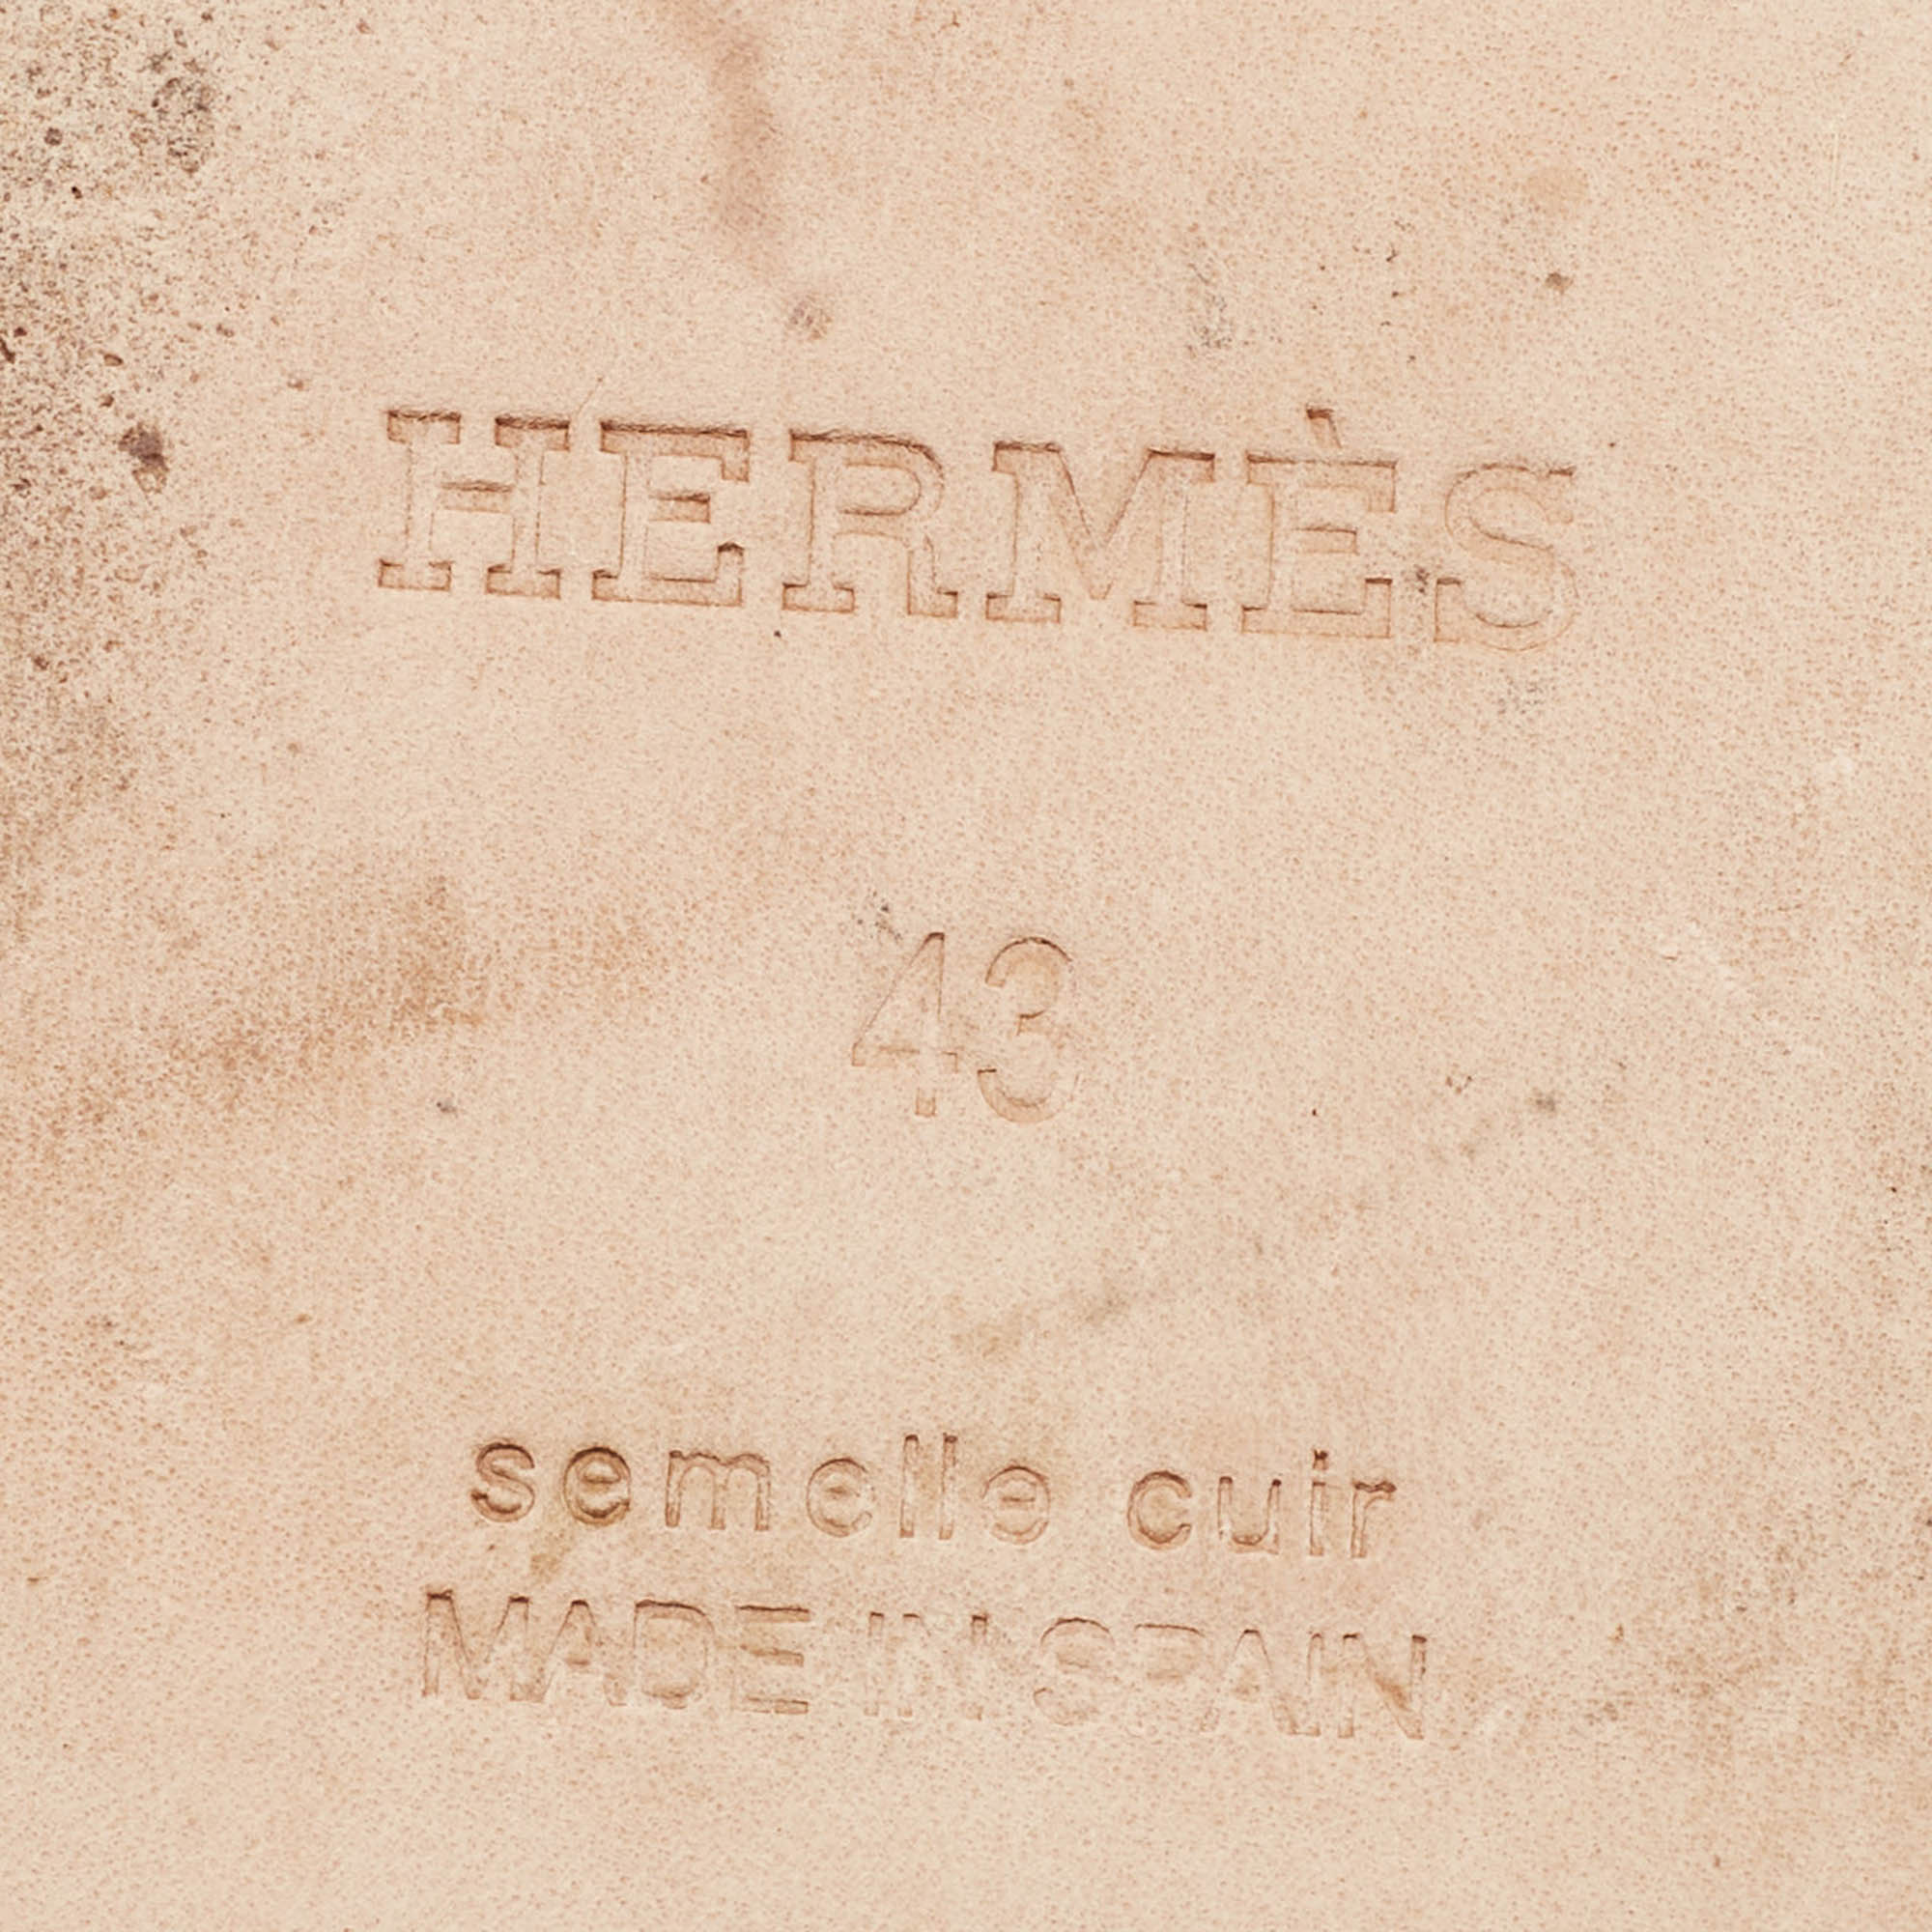 HERMÈS
43
semelle cuir
MADE IN SPAIN